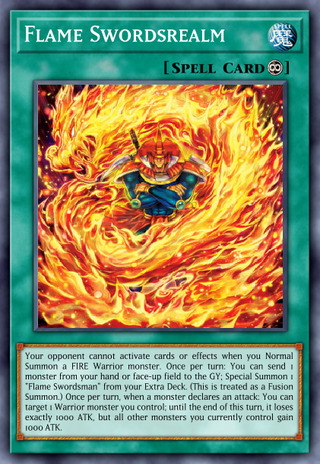 Flame Swordsrealm
魔
[Spell Card]
Your opponent cannot activate cards or effects when you Normal
Summon a FIRE Warrior monster. Once per turn: You can send 1
monster from your hand or face-up field to the GY; Special Summon 1
"Flame Swordsman" from your Extra Deck. (This is treated as a Fusion
Summon.) Once per turn, when a monster declares an attack: You can
target 1 Warrior monster you control; until the end of this turn, it loses
exactly 1000 ATK, but all other monsters you currently control gain
1000 ATK.